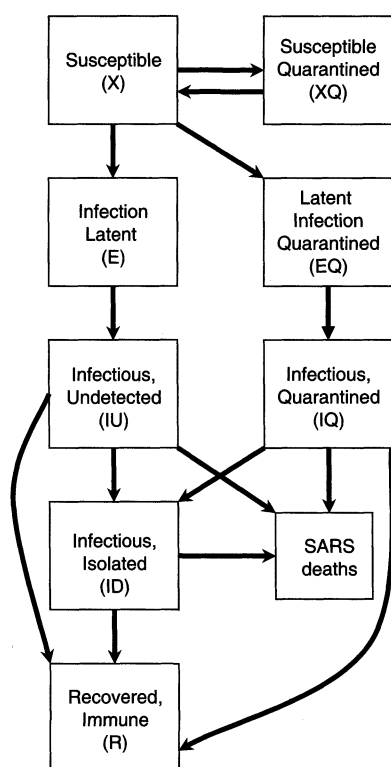 Susceptible
(X)
Susceptible
Quarantined
(XQ)
Infection
Latent
(E)
Latent
Infection
Quarantined
(EQ)
Infectious,
Undetected
(IU)
Infectious,
Quarantined
(IQ)
Infectious,
Isolated
(ID)
SARS
deaths
Recovered,
Immune
(R)